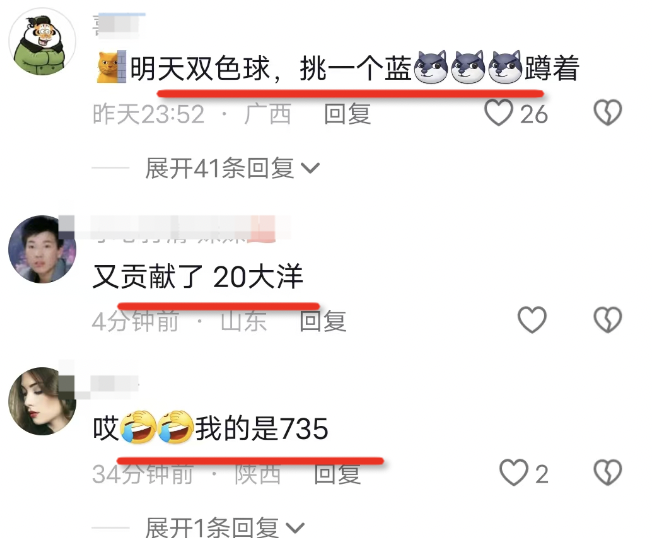 明天双色球，挑一个蓝蹲着
昨天23:52 · 广西 回复 26
展开41条回复
又贡献了 20大洋
4分钟前 · 山东 回复
哎我的是735
34分钟前 · 陕西 回复 2
展开1条回复